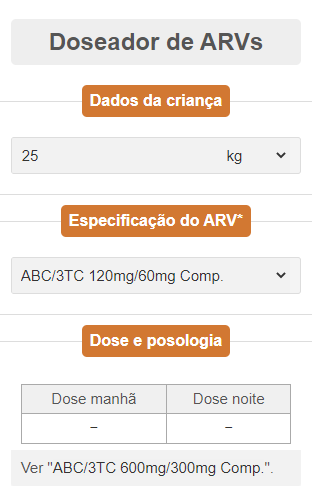 Doseador de ARVs
Dados da criança
25 kg
Especificação do ARV*
ABC/3TC 120mg/60mg Comp.
Dose e posologia
Dose manhã Dose noite
– –
Ver "ABC/3TC 600mg/300mg Comp.".